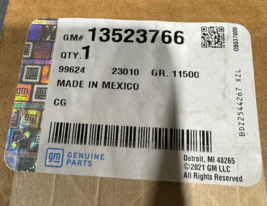 GM# 13523766
QTY. 1
99624 23010 GR. 11500
MADE IN MEXICO
CG
gm GENUINE PARTS
Detroit, MI 48265
©2021 GM LLC
All Rights Reserved
BDZ2544267 XZL